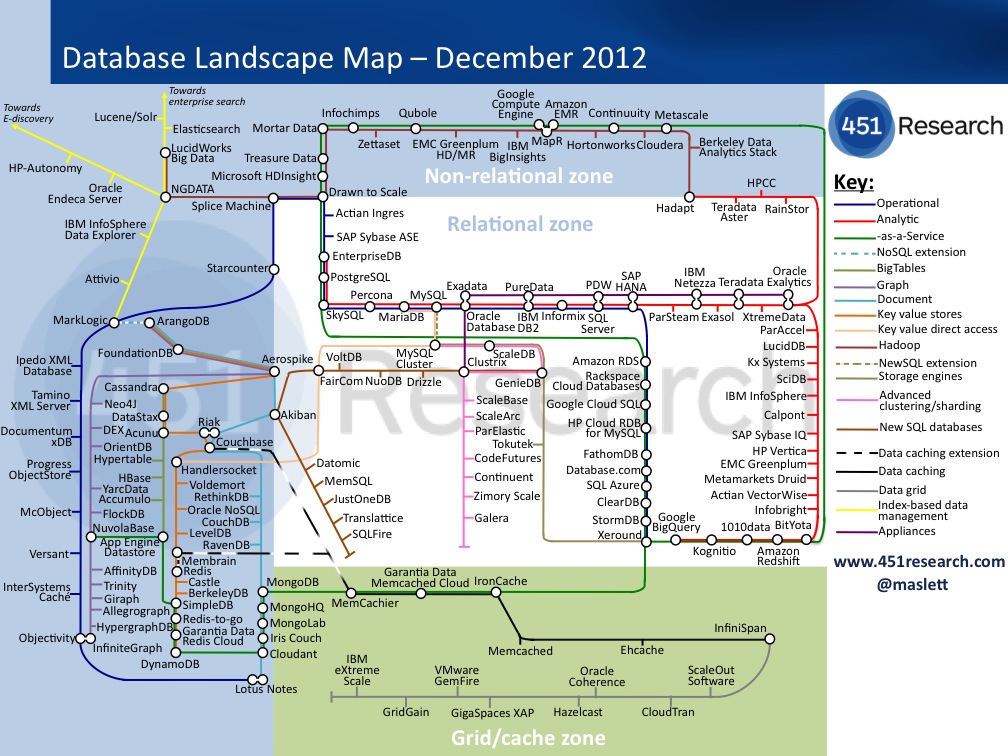 Database Landscape Map – December 2012
Towards
E-discovery
Towards
enterprise search
Lucene/Solr
Elasticsearch
LucidWorks
Big Data
HP-Autonomy
Oracle
Endeca Server
NGDATA
IBM InfoSphere
Data Explorer
Attivio
MarkLogic
ArangoDB
FoundationDB
Splice Machine
Starcounter
Infochimps
Qubole
Google
Compute
Engine
Amazon
EMR
Continuity
Metascale
Mortar Data
Zettaset
EMC Greenplum
HD/MR
IBM
BigInsights
MapR
Hortonworks
Cloudera
Berkeley Data
Analytics Stack
Treasure Data
Microsoft HDInsight
Drawn to Scale
Non-relational zone
Hadapt
HPCC
Teradata
Aster
RainStor
Relational zone
Actian Ingres
SAP Sybase ASE
EnterpriseDB
PostgreSQL
SkySQL
Percona
MariaDB
MySQL
Exadata
Oracle
Database
PureData
IBM
DB2
Informix
PDW
SQL
Server
SAP
HANA
IBM
Netezza
Teradata
Oracle
Exalytics
ParStream
Exasol
XtremeData
ParAccel
LucidDB
Kx Systems
SciDB
IBM InfoSphere
Calpont
SAP Sybase IQ
HP Vertica
EMC Greenplum
Metamarkets Druid
Actian VectorWise
Infobright
BitYota
1010data
Google
BigQuery
Kognitio
Amazon
Redshift
Aerospike
VoltDB
MySQL
Cluster
ScaleDB
Clustrix
FairCom
NuoDB
Drizzle
GenieDB
Akiban
ScaleBase
ScaleArc
ParElastic
Tokutek
CodeFutures
Continuent
Zimory Scale
Galera
Datomic
MemSQL
JustOneDB
Translattice
SQLFire
Amazon RDS
Rackspace
Cloud Databases
Google Cloud SQL
HP Cloud RDB
for MySQL
FathomDB
Database.com
SQL Azure
ClearDB
StormDB
Xeround
Ipedo XML
Database
Tamino
XML Server
Documentum
xDB
Progress
ObjectStore
McObject
Versant
InterSystems
Caché
Objectivity
Cassandra
Neo4J
DataStax
DEX
Acunu
Riak
OrientDB
Couchbase
Hypertable
Handlersocket
HBase
Voldemort
YarcData
RethinkDB
Accumulo
Oracle NoSQL
FlockDB
CouchDB
NuvolaBase
LevelDB
App Engine
Datastore
RavenDB
Membrain
AffinityDB
Redis
Trinity
Castle
Giraph
BerkeleyDB
Allegrograph
SimpleDB
HypergraphDB
Redis-to-go
Garantia Data
Redis Cloud
InfiniteGraph
DynamoDB
MongoDB
MongoHQ
MongoLab
Iris Couch
Cloudant
Lotus Notes
Garantia Data
Memcached Cloud
IronCache
MemCachier
Memcached
Ehcache
InfiniSpan
IBM
eXtreme
Scale
VMware
GemFire
Oracle
Coherence
ScaleOut
Software
GridGain
GigaSpaces XAP
Hazelcast
CloudTran
Grid/cache zone
451 Research
451 Research
Key:
Operational
Analytic
-as-a-Service
NoSQL extension
BigTables
Graph
Document
Key value stores
Key value direct access
Hadoop
NewSQL extension
Storage engines
Advanced
clustering/sharding
New SQL databases
Data caching extension
Data caching
Data grid
Index-based data
management
Appliances
www.451research.com
@maslett